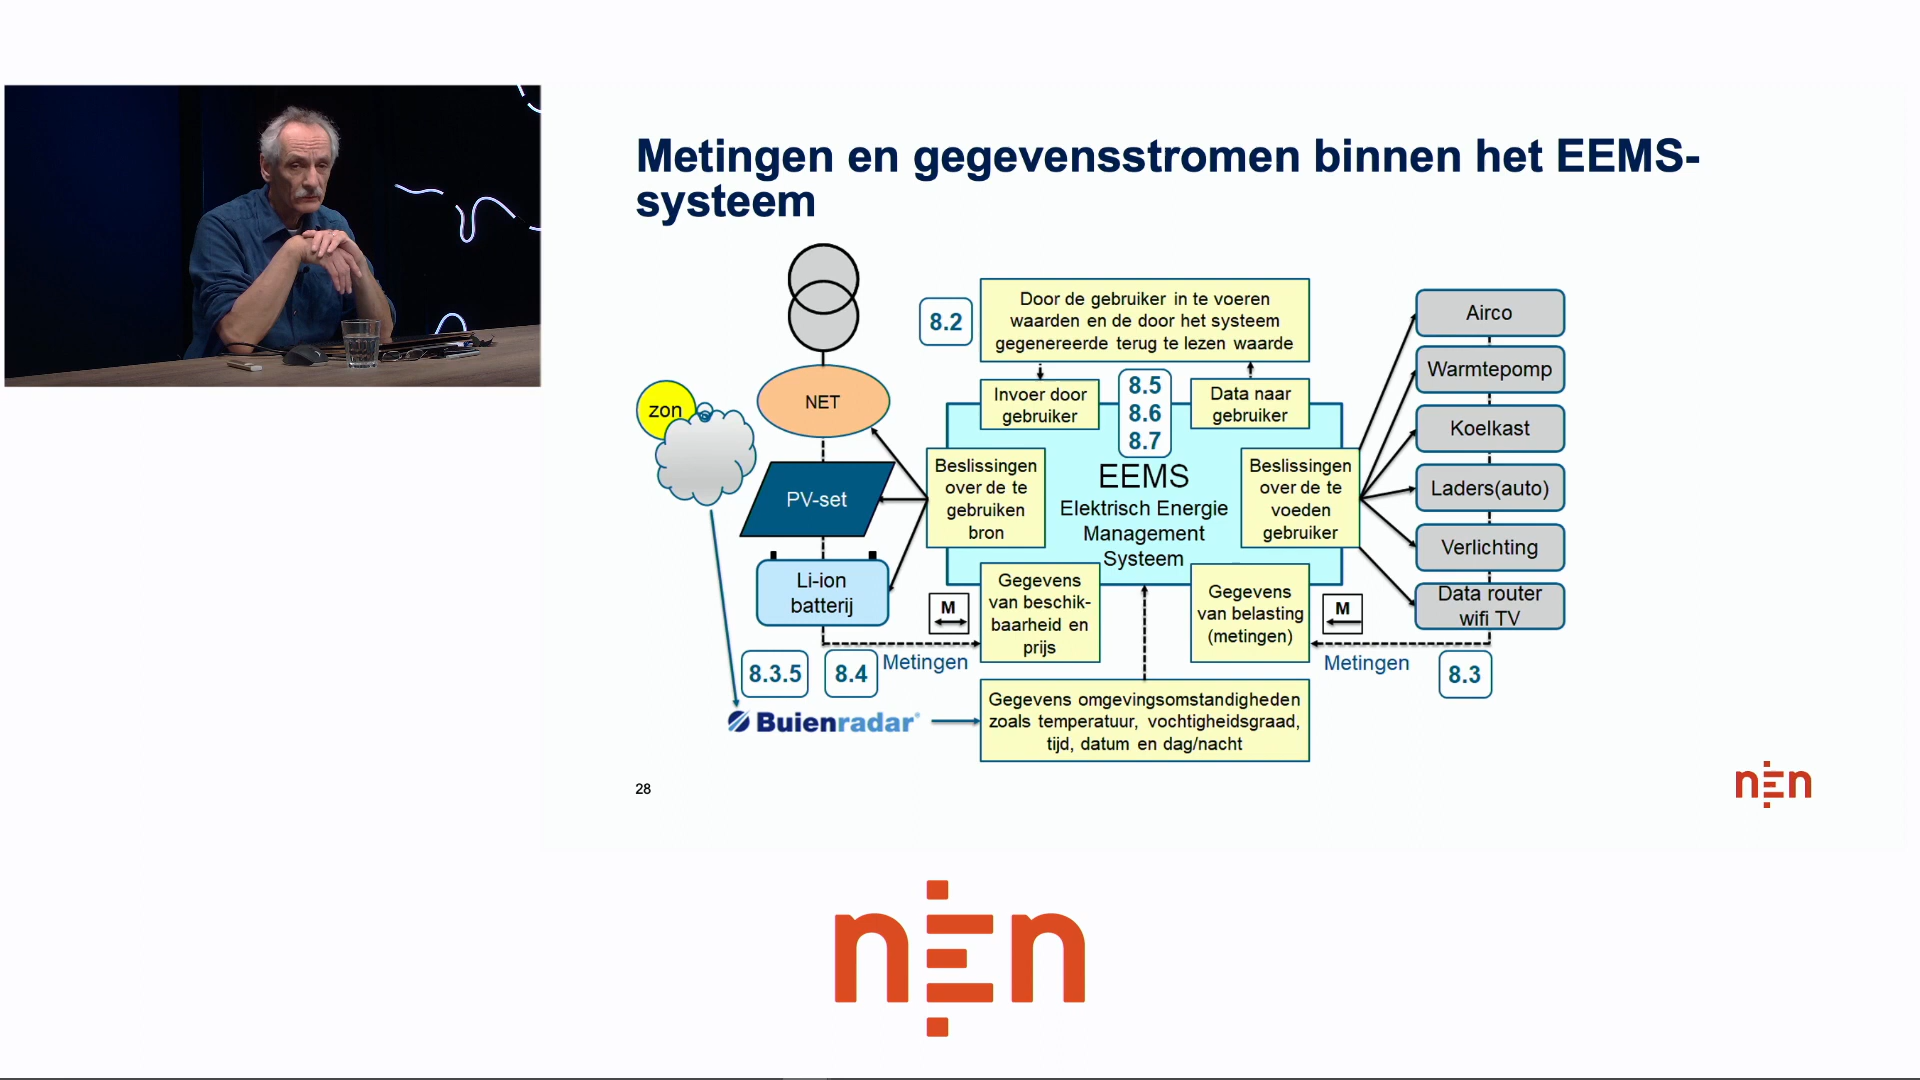 Metingen en gegevensstromen binnen het EEMS-
systeem
8.2
Door de gebruiker in te voeren
waarden en de door het systeem
gegenereerde terug te lezen waarde
zon
NET
PV-set
Li-ion
batterij
Invoer door
gebruiker
8.5
8.6
8.7
Data naar
gebruiker
Beslissingen
over de te
gebruiken
bron
EEMS
Elektrisch Energie
Management
Systeem
Beslissingen
over de te
voeden
gebruiker
Airco
Warmtepomp
Koelkast
Laders(auto)
Verlichting
Data router
wifi TV
M
Gegevens
van beschik-
baarheid en
prijs
Gegevens
van belasting
(metingen)
M
8.3.5
8.4
Metingen
Metingen
8.3
Buienradar
Gegevens omgevingsomstandigheden
zoals temperatuur, vochtigheidsgraad,
tijd, datum en dag/nacht
28
nen
nen